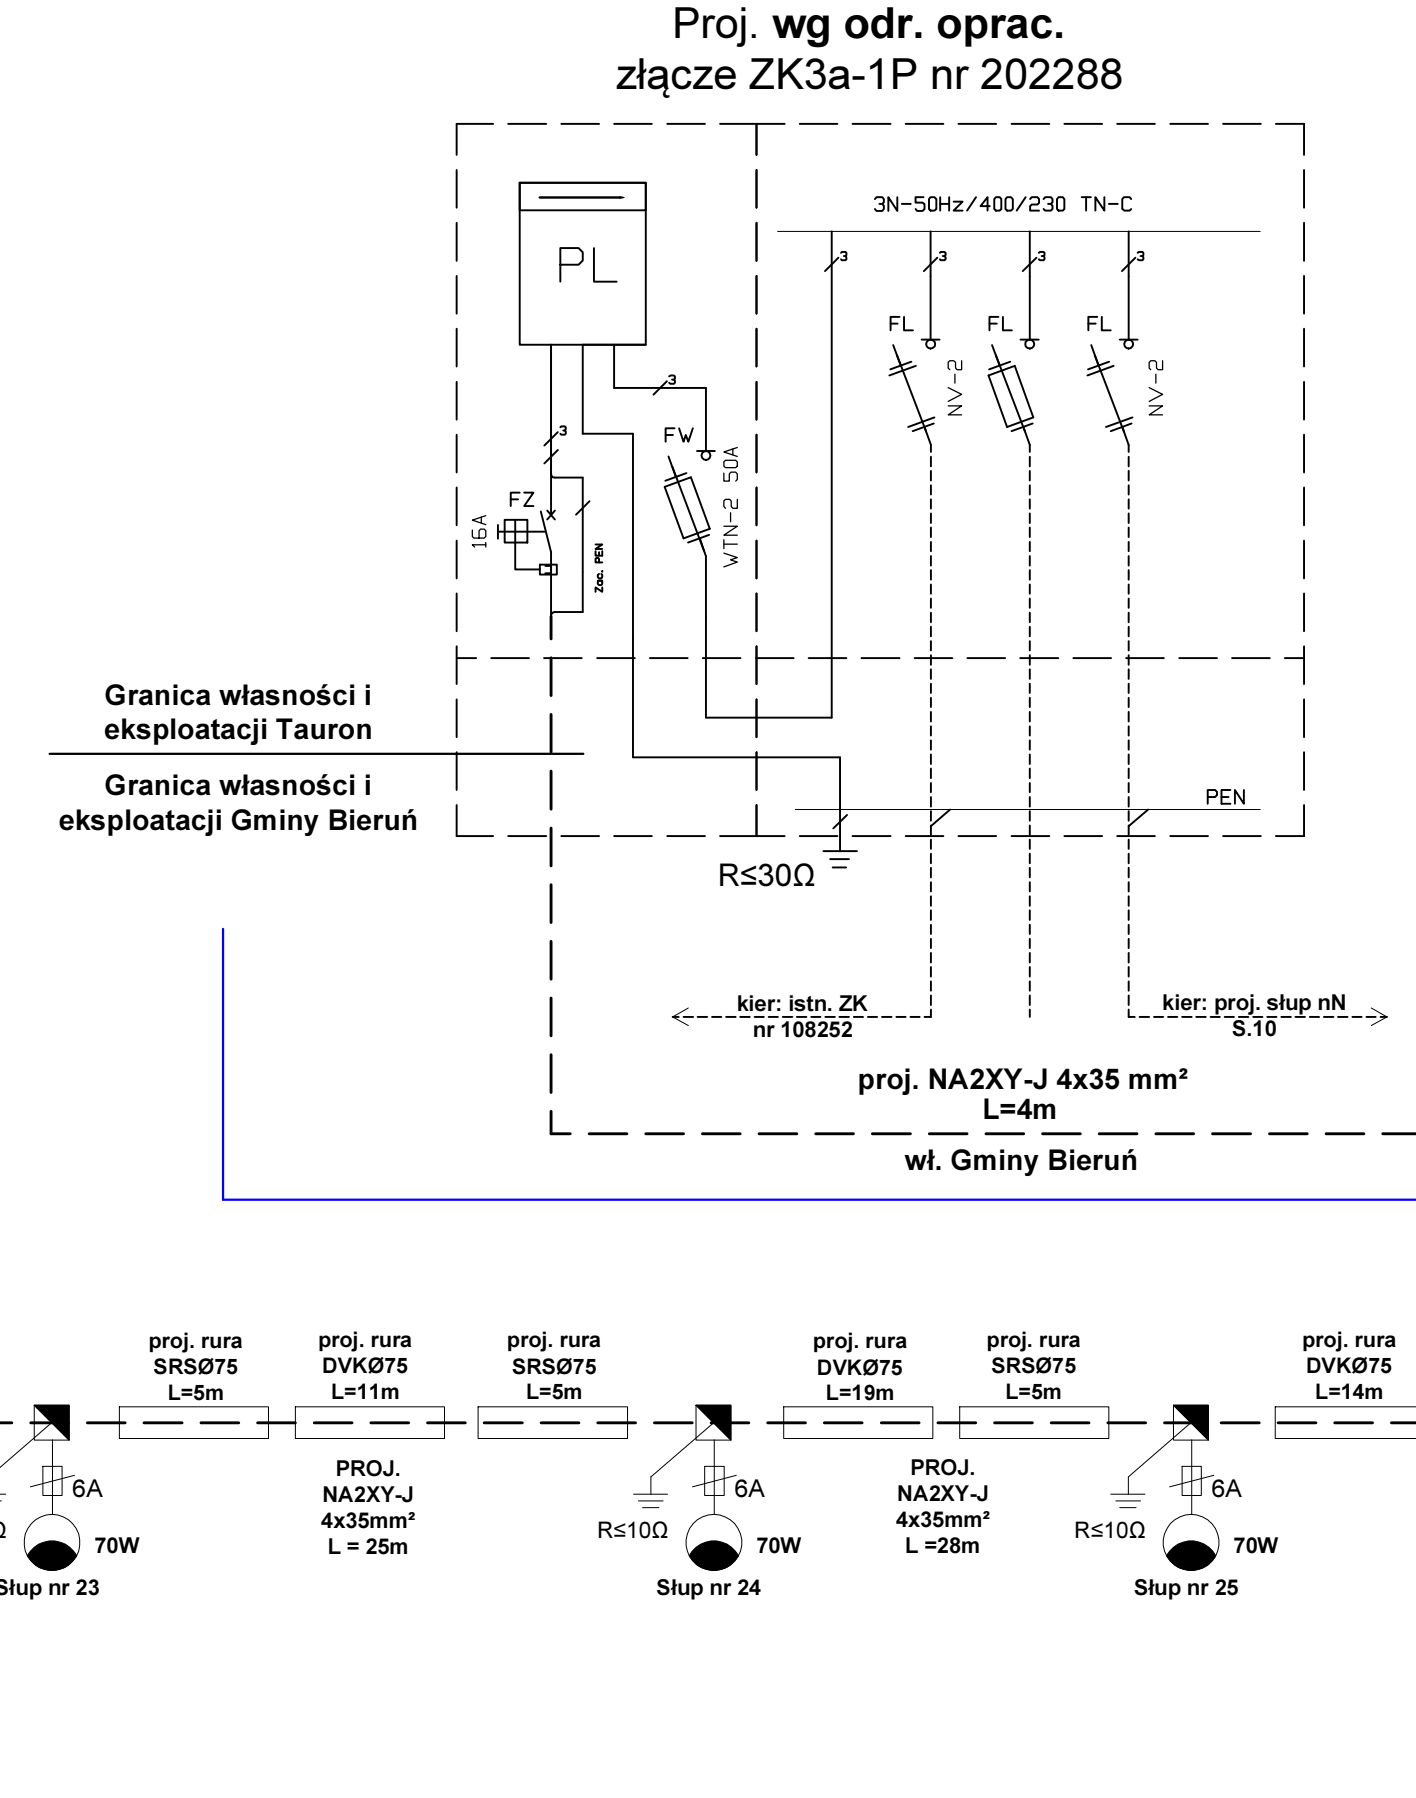 Proj. wg odr. oprac.
złącze ZK3a-1P nr 202288
3N-50Hz/400/230 TN-C
3
3
3
3
PL
FL
FL
FL
NV-2
NV-2
3
3
FW
WTN-2 50A
FZ
16A
Zac. PEN
Granica własności i
eksploatacji Tauron
Granica własności i
eksploatacji Gminy Bieruń
PEN
R≤30Ω
kier: istn. ZK
nr 108252
kier: proj. słup nN
S.10
proj. NA2XY-J 4x35 mm²
L=4m
wł. Gminy Bieruń
proj. rura
SRSØ75
L=5m
proj. rura
DVKØ75
L=11m
proj. rura
SRSØ75
L=5m
proj. rura
DVKØ75
L=19m
proj. rura
SRSØ75
L=5m
proj. rura
DVKØ75
L=14m
PROJ.
NA2XY-J
4x35mm²
L = 25m
PROJ.
NA2XY-J
4x35mm²
L =28m
6A
6A
6A
Ω
R≤10Ω
R≤10Ω
70W
70W
70W
Słup nr 23
Słup nr 24
Słup nr 25